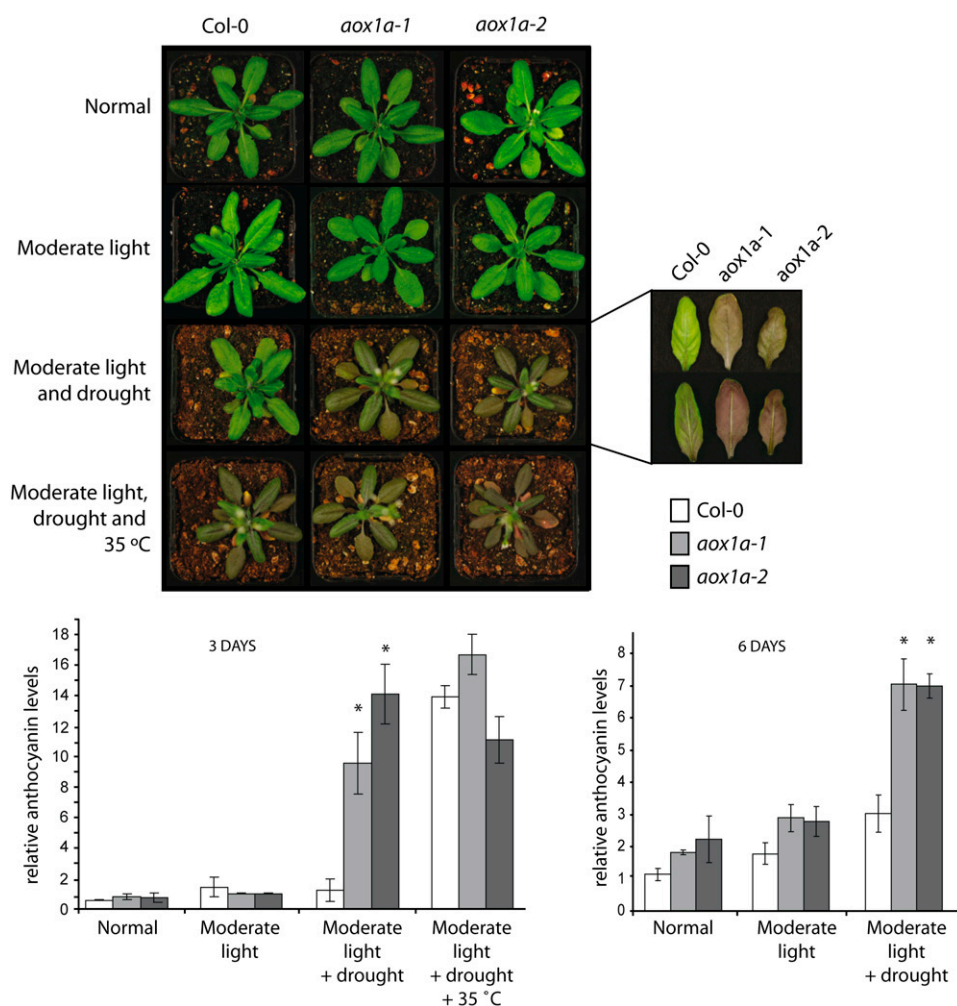 Col-0 aox1a-1 aox1a-2
Normal
Moderate light
Moderate light
and drought
Moderate light,
drought and
35 ºC
Col-0 aox1a-1 aox1a-2
Col-0
aox1a-1
aox1a-2
3 DAYS
relative anthocyanin levels
18
16
14
12
10
8
6
4
2
0
* *
Normal
Moderate
light
Moderate
light
+ drought
Moderate
light
+ drought
+ 35 ˚C
6 DAYS
relative anthocyanin levels
8
7
6
5
4
3
2
1
0
* *
Normal
Moderate
light
Moderate
light
+ drought